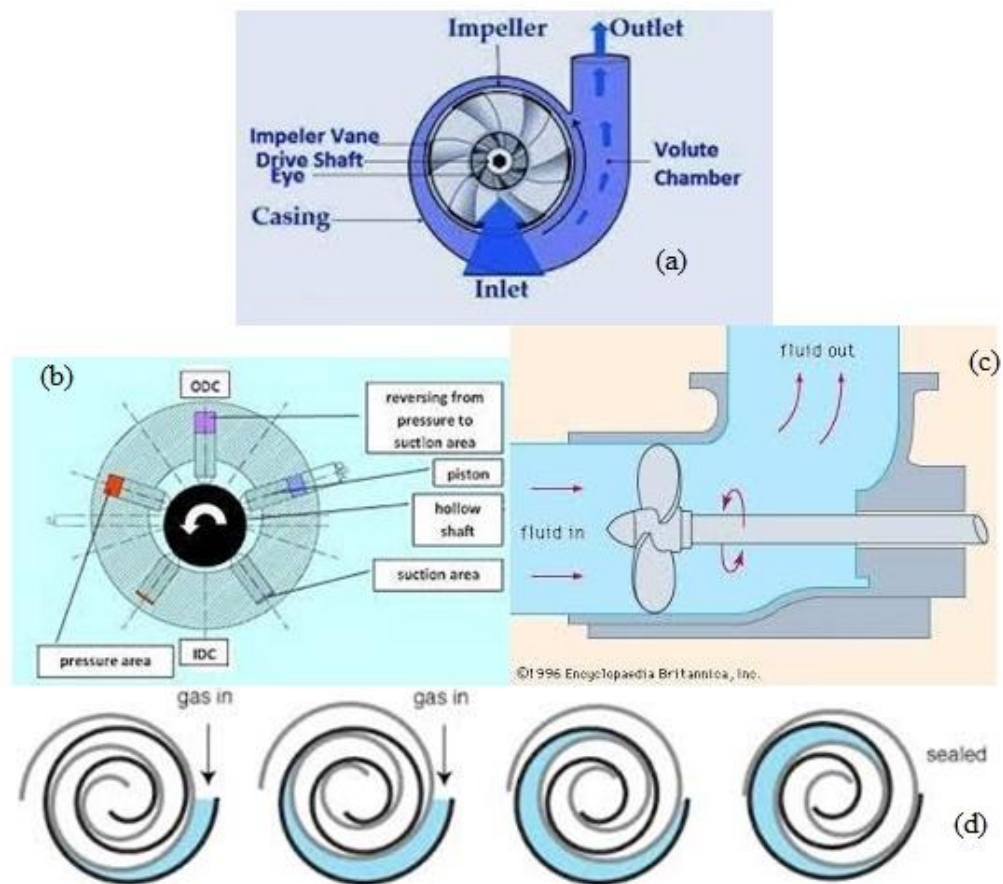 Impeller
Outlet
Impeler Vane
Drive Shaft
Eye
Volute
Chamber
Casing
(a)
Inlet
(b)
ODC
reversing from
pressure to
suction area
piston
hollow
shaft
suction area
pressure area
IDC
fluid out
(c)
fluid in
©1996 Encyclopaedia Britannica, Inc.
gas in
gas in
sealed
(d)